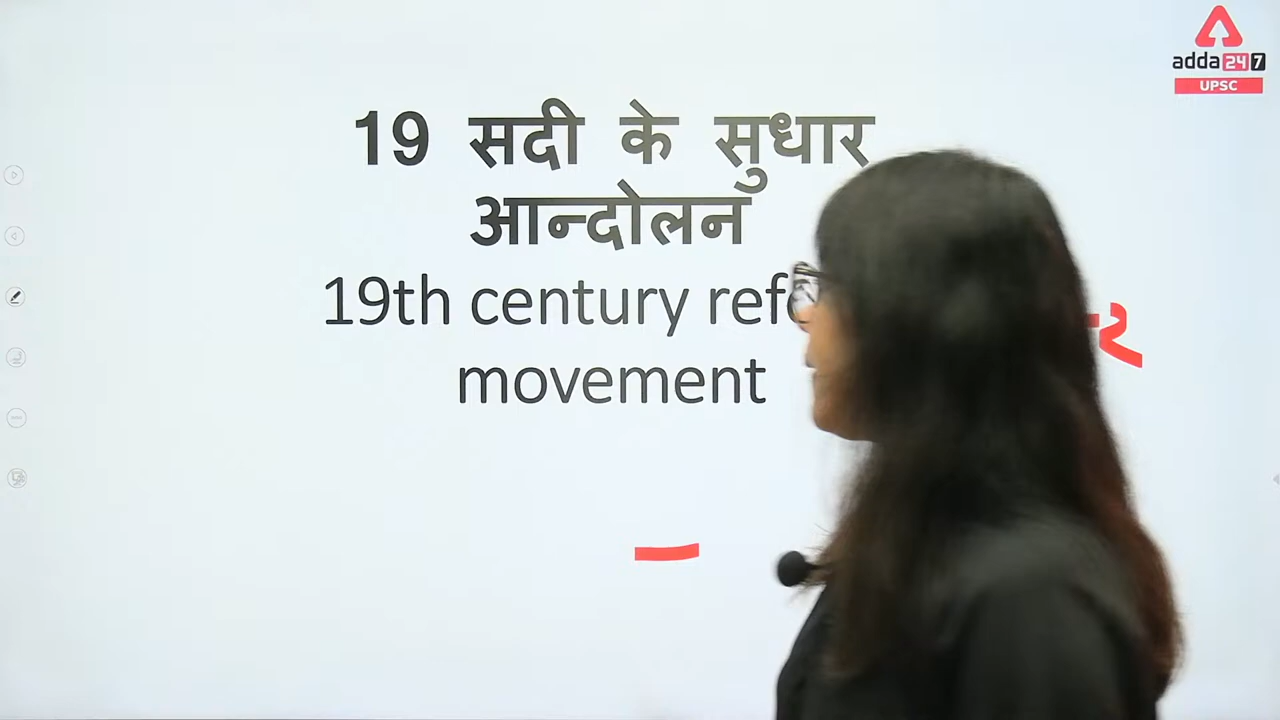 adda247
UPSC
19 सदी के सुधार
आन्दोलन
19th century
movement